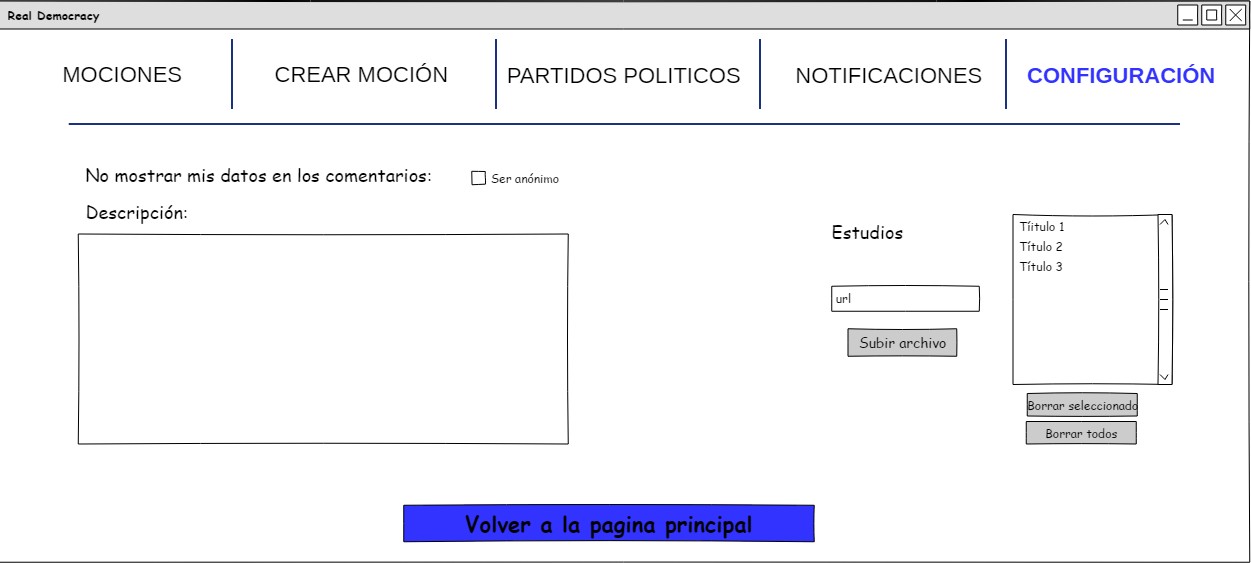 Real Democracy
MOCIONES
CREAR MOCIÓN
PARTIDOS POLITICOS
NOTIFICACIONES
CONFIGURACIÓN
No mostrar mis datos en los comentarios:
Ser anónimo
Descripción:
Estudios
url
Subir archivo
Tíitulo 1
Título 2
Título 3
Borrar seleccionado
Borrar todos
Volver a la pagina principal